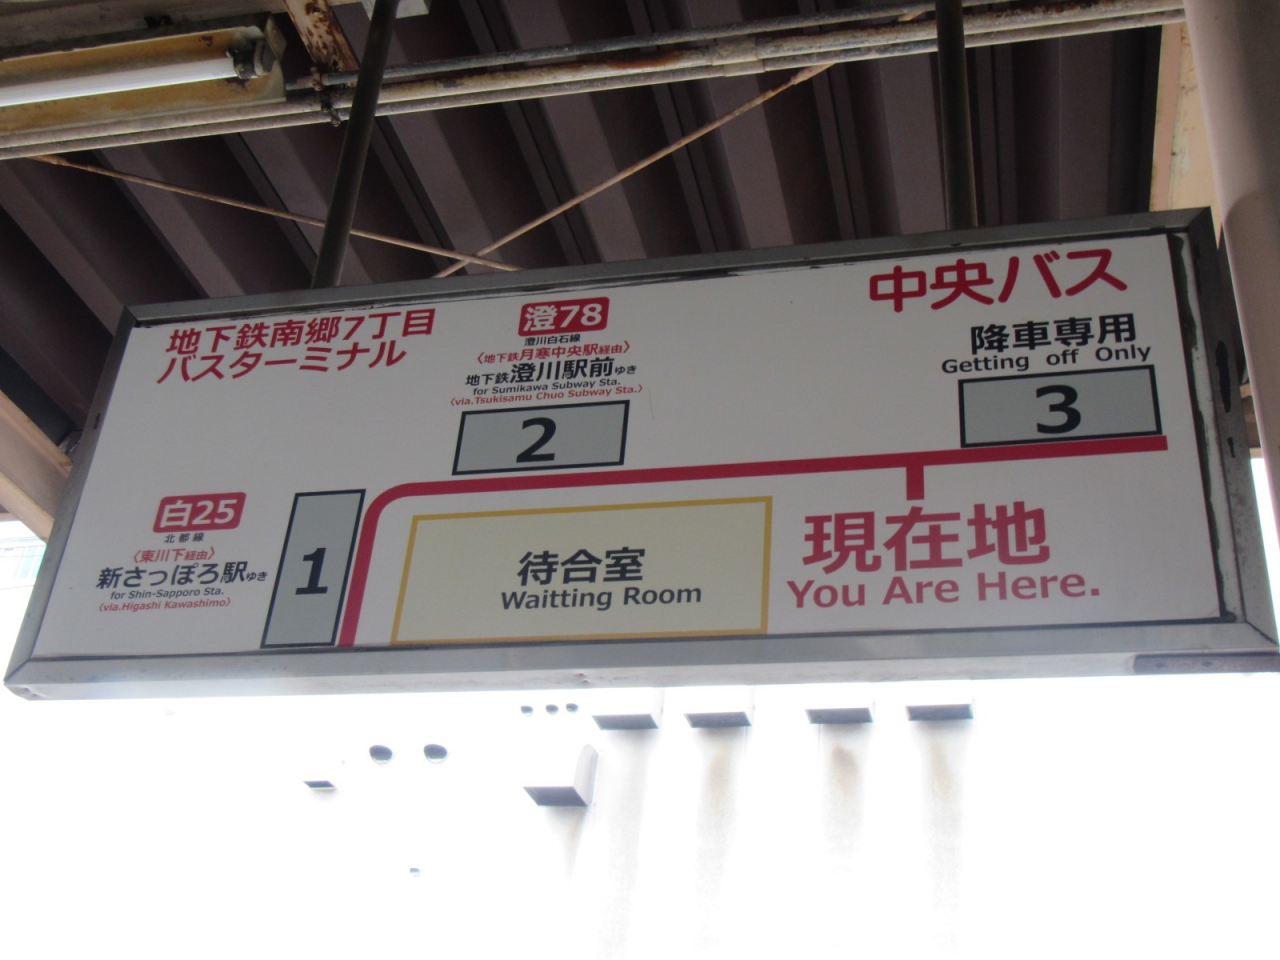 地下鉄南郷7丁目
バスターミナル
澄78
澄川白石線
〈地下鉄月寒中央駅経由〉
地下鉄澄川駅前ゆき
for Sumikawa Subway Sta.
〈via.Tsukisamu Chuo Subway Sta.〉
2
中央バス
降車専用
Getting off Only
3
白25
北都線
〈東川下経由〉
新さっぽろ駅ゆき
for Shin-Sapporo Sta.
〈via.Higashi Kawashimo〉
1
待合室
Waitting Room
現在地
You Are Here.